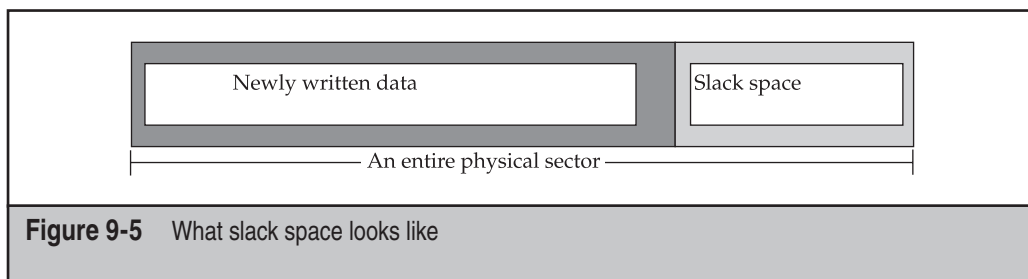 Newly written data
Slack space
An entire physical sector
Figure 9-5 What slack space looks like